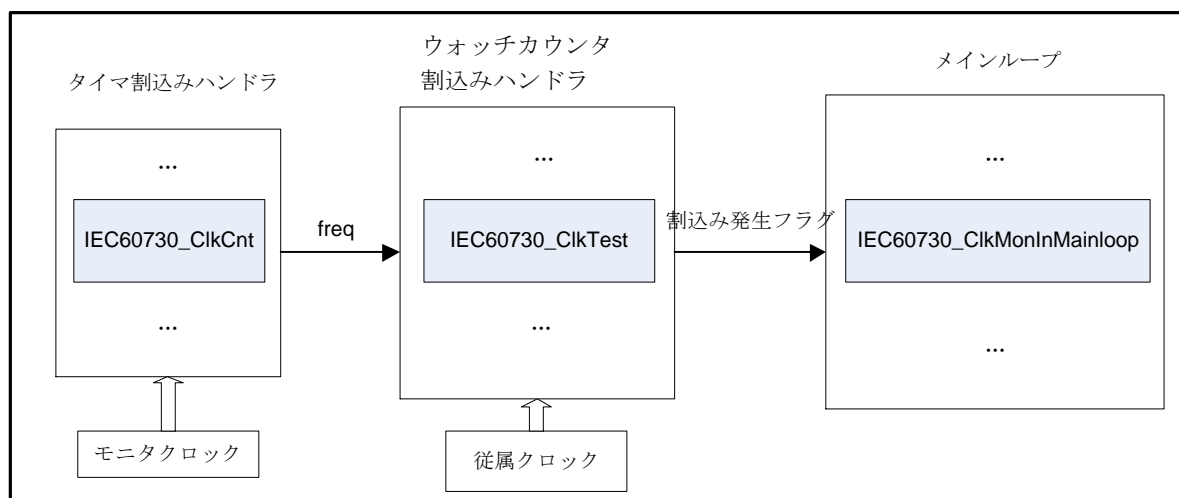 タイマ割込みハンドラ
...
IEC60730_ClkCnt
...
モニタクロック
freq
ウォッチカウンタ
割込みハンドラ
...
IEC60730_ClkTest
...
従属クロック
割込み発生フラグ
メインループ
...
IEC60730_ClkMonInMainloop
...